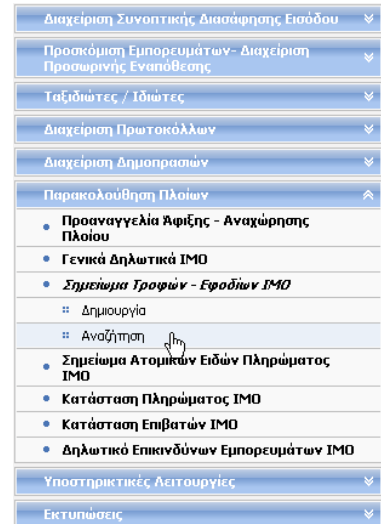 Διαχείριση Συνοπτικής Διασάφησης Εισόδου
Προσκόμιση Εμπορευμάτων- Διαχείριση
Προσωρινής Εναπόθεσης
Ταξιδιώτες / Ιδιώτες
Διαχείριση Πρωτοκόλλων
Διαχείριση Δημοπρασιών
Παρακολούθηση Πλοίων
Προαναγγελία Άφιξης - Αναχώρησης
Πλοίου
Γενικά Δηλωτικά ΙΜΟ
Σημείωμα Τροφών - Εφοδίων ΙΜΟ
Δημιουργία
Αναζήτηση
Σημείωμα Ατομικών Ειδών Πληρώματος
ΙΜΟ
Κατάσταση Πληρώματος ΙΜΟ
Κατάσταση Επιβατών ΙΜΟ
Δηλωτικό Επικινδύνων Εμπορευμάτων ΙΜΟ
Υποστηρικτικές Λειτουργίες
Εκτυπώσεις